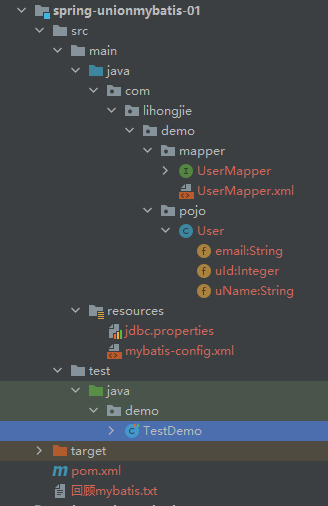 spring-unionmybatis-01
src
main
java
com
lihongjie
demo
mapper
UserMapper
UserMapper.xml
pojo
User
email:String
uId:Integer
uName:String
resources
jdbc.properties
mybatis-config.xml
test
java
demo
TestDemo
target
pom.xml
回顾mybatis.txt